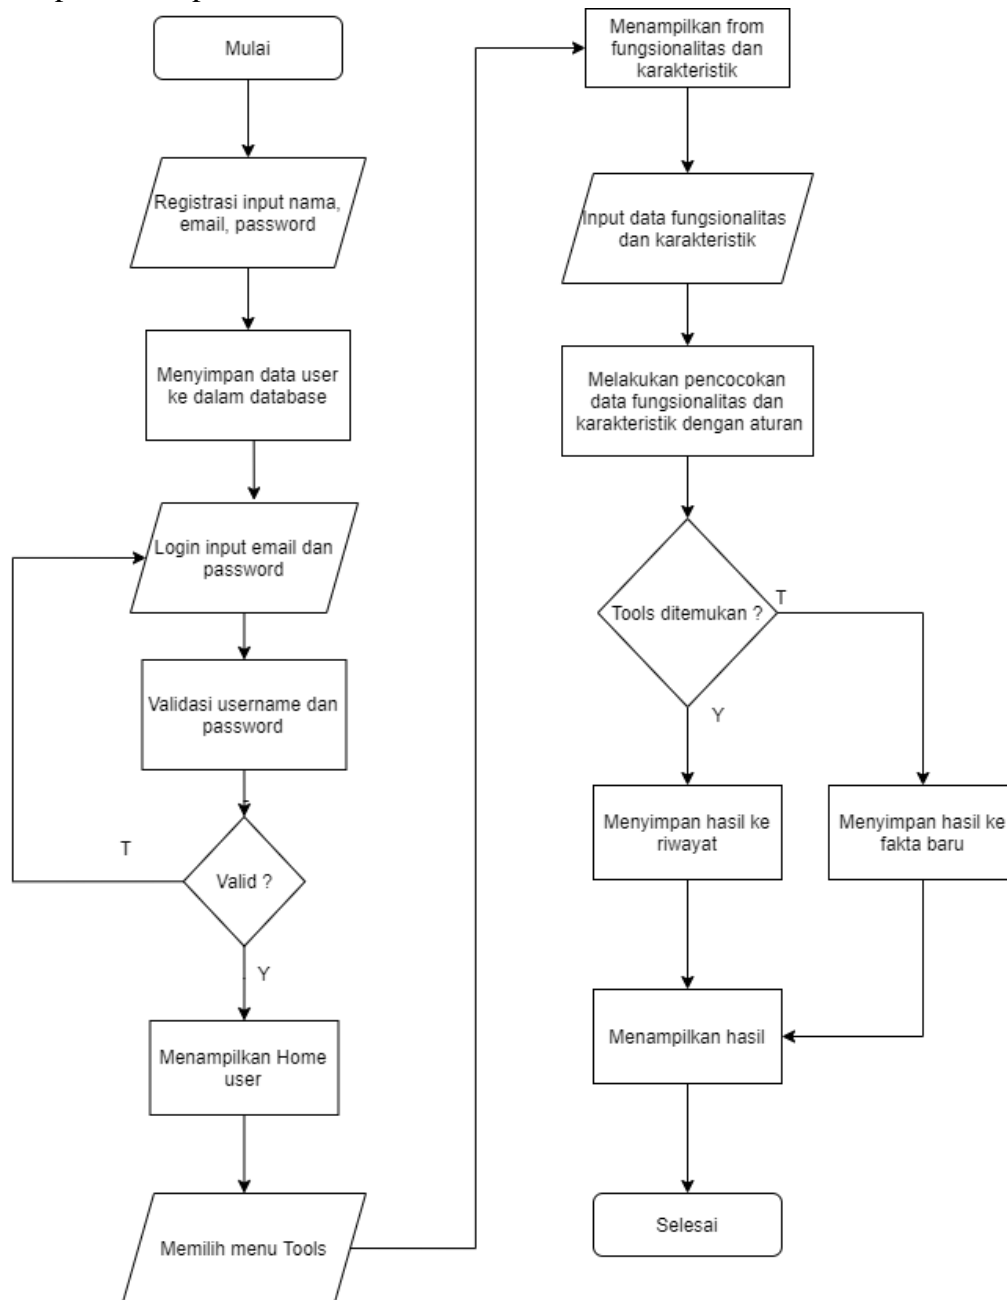 Mulai
Registrasi input nama,
email, password
Menyimpan data user
ke dalam database
Login input email dan
password
Validasi username dan
password
Valid ?
T
Y
Menampilkan Home
user
Memilih menu Tools
Menampilkan from
fungsionalitas dan
karakteristik
Input data fungsionalitas
dan karakteristik
Melakukan pencocokan
data fungsionalitas dan
karakteristik dengan aturan
Tools ditemukan ?
T
Y
Menyimpan hasil ke
riwayat
Menyimpan hasil ke
fakta baru
Menampilkan hasil
Selesai